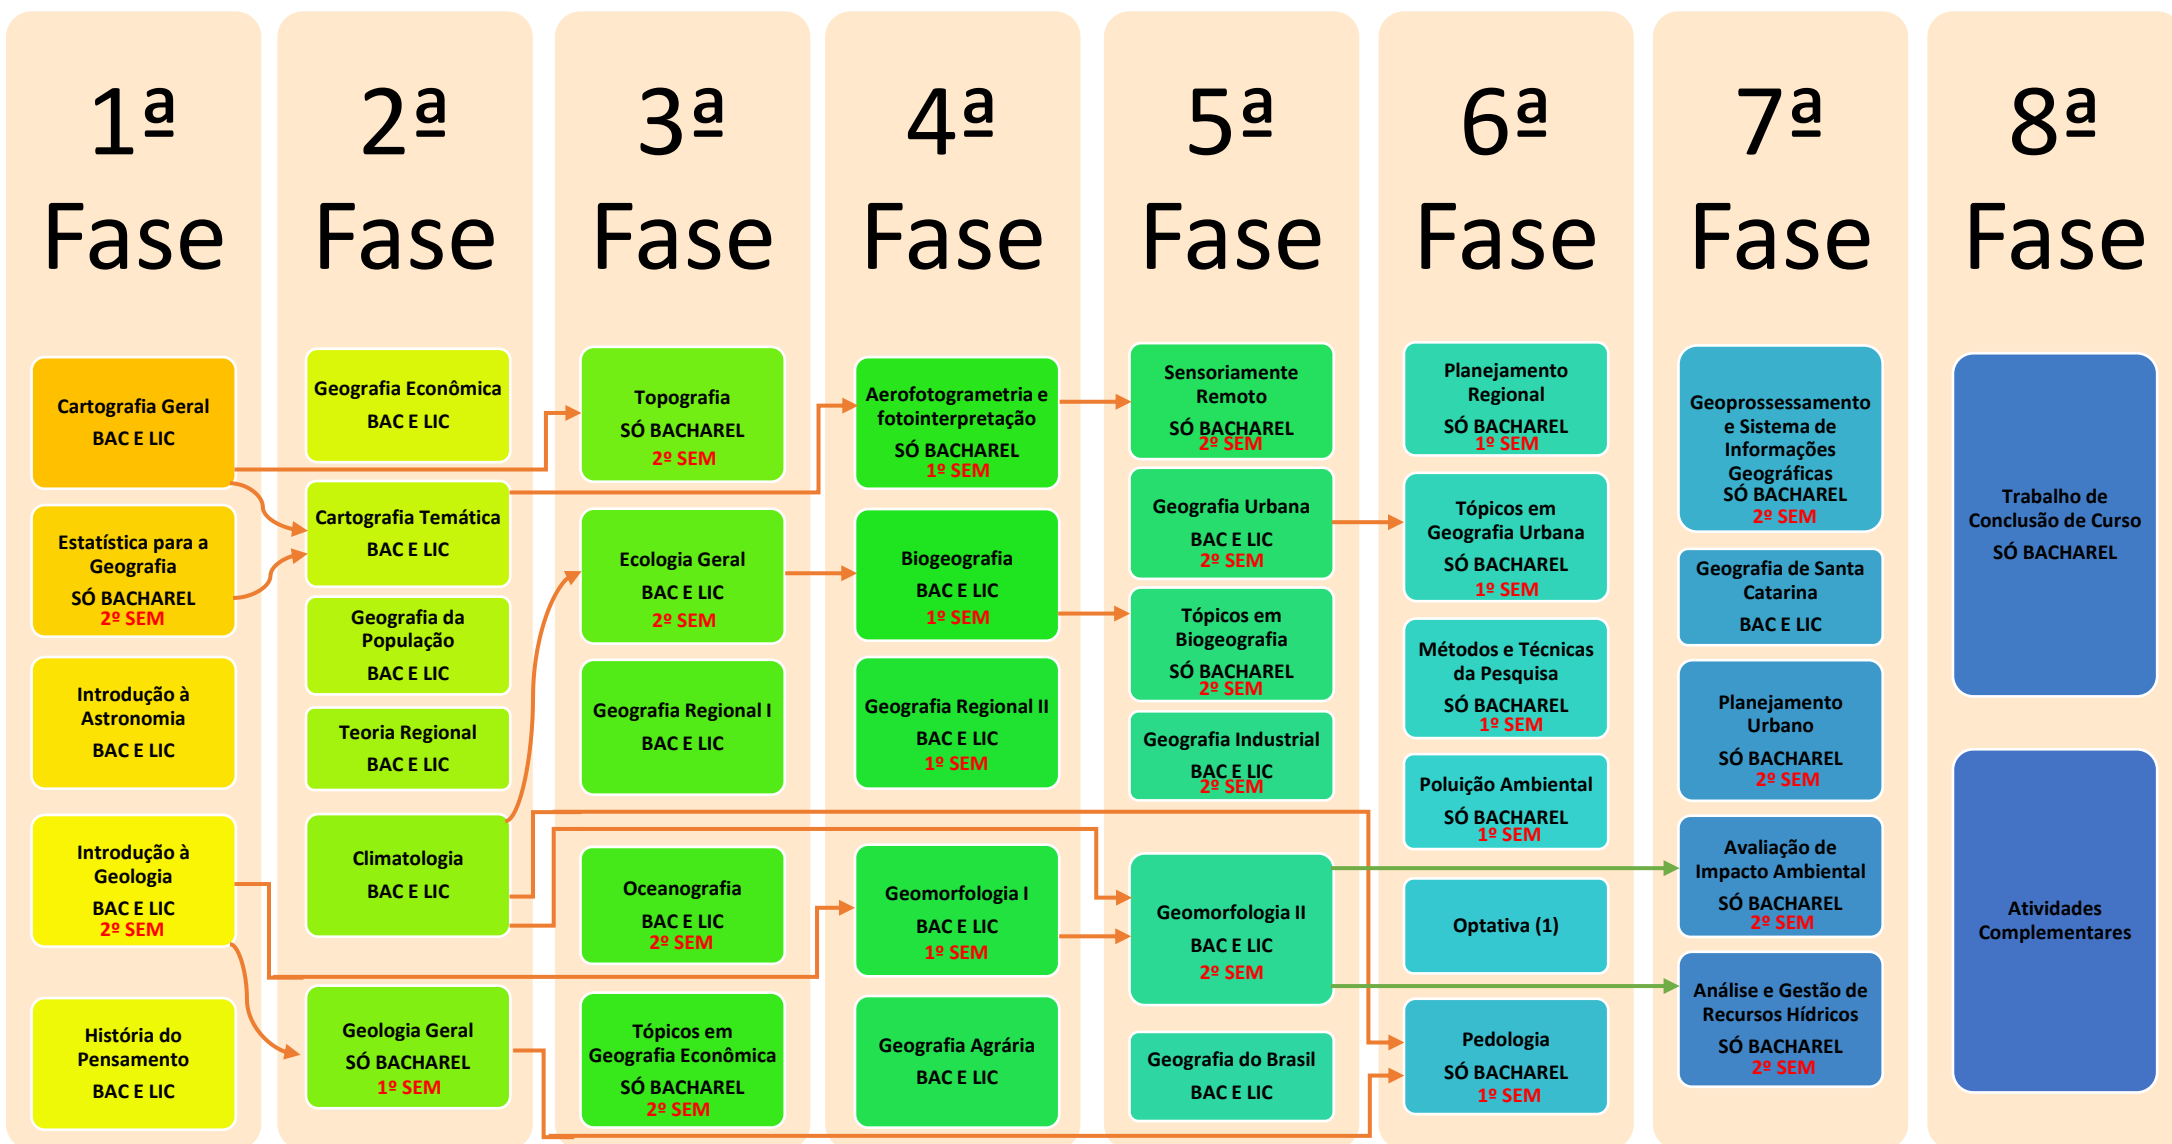 1ª
Fase
Cartografia Geral
BAC E LIC
Estatística para a
Geografia
SÓ BACHAREL
2º SEM
Introdução à
Astronomia
BAC E LIC
Introdução à
Geologia
BAC E LIC
2º SEM
História do
Pensamento
BAC E LIC
2ª
Fase
Geografia Econômica
BAC E LIC
Cartografia Temática
BAC E LIC
Geografia da
População
BAC E LIC
Teoria Regional
BAC E LIC
Climatologia
BAC E LIC
Geologia Geral
SÓ BACHAREL
1º SEM
3ª
Fase
Topografia
SÓ BACHAREL
2º SEM
Ecologia Geral
BAC E LIC
2º SEM
Geografia Regional I
BAC E LIC
Oceanografia
BAC E LIC
2º SEM
Tópicos em
Geografia Econômica
SÓ BACHAREL
2º SEM
4ª
Fase
Aerofotogrametria e
fotointerpretação
SÓ BACHAREL
1º SEM
Biogeografia
BAC E LIC
1º SEM
Geografia Regional II
BAC E LIC
1º SEM
Geomorfologia I
BAC E LIC
1º SEM
Geografia Agrária
BAC E LIC
5ª
Fase
Sensoriamente
Remoto
SÓ BACHAREL
2º SEM
Geografia Urbana
BAC E LIC
2º SEM
Tópicos em
Biogeografia
SÓ BACHAREL
2º SEM
Geografia Industrial
BAC E LIC
2º SEM
Geomorfologia II
BAC E LIC
2º SEM
Geografia do Brasil
BAC E LIC
6ª
Fase
Planejamento
Regional
SÓ BACHAREL
1º SEM
Tópicos em
Geografia Urbana
SÓ BACHAREL
1º SEM
Métodos e Técnicas
da Pesquisa
SÓ BACHAREL
1º SEM
Poluição Ambiental
SÓ BACHAREL
1º SEM
Optativa (1)
Pedologia
SÓ BACHAREL
1º SEM
7ª
Fase
Geoprossessamento
e Sistema de
Informações
Geográficas
SÓ BACHAREL
2º SEM
Geografia de Santa
Catarina
BAC E LIC
Planejamento
Urbano
SÓ BACHAREL
2º SEM
Avaliação de
Impacto Ambiental
SÓ BACHAREL
2º SEM
Análise e Gestão de
Recursos Hídricos
SÓ BACHAREL
2º SEM
8ª
Fase
Trabalho de
Conclusão de Curso
SÓ BACHAREL
Atividades
Complementares